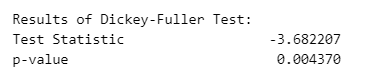 Results of Dickey-Fuller Test:
Test Statistic -3.682207
p-value 0.004370